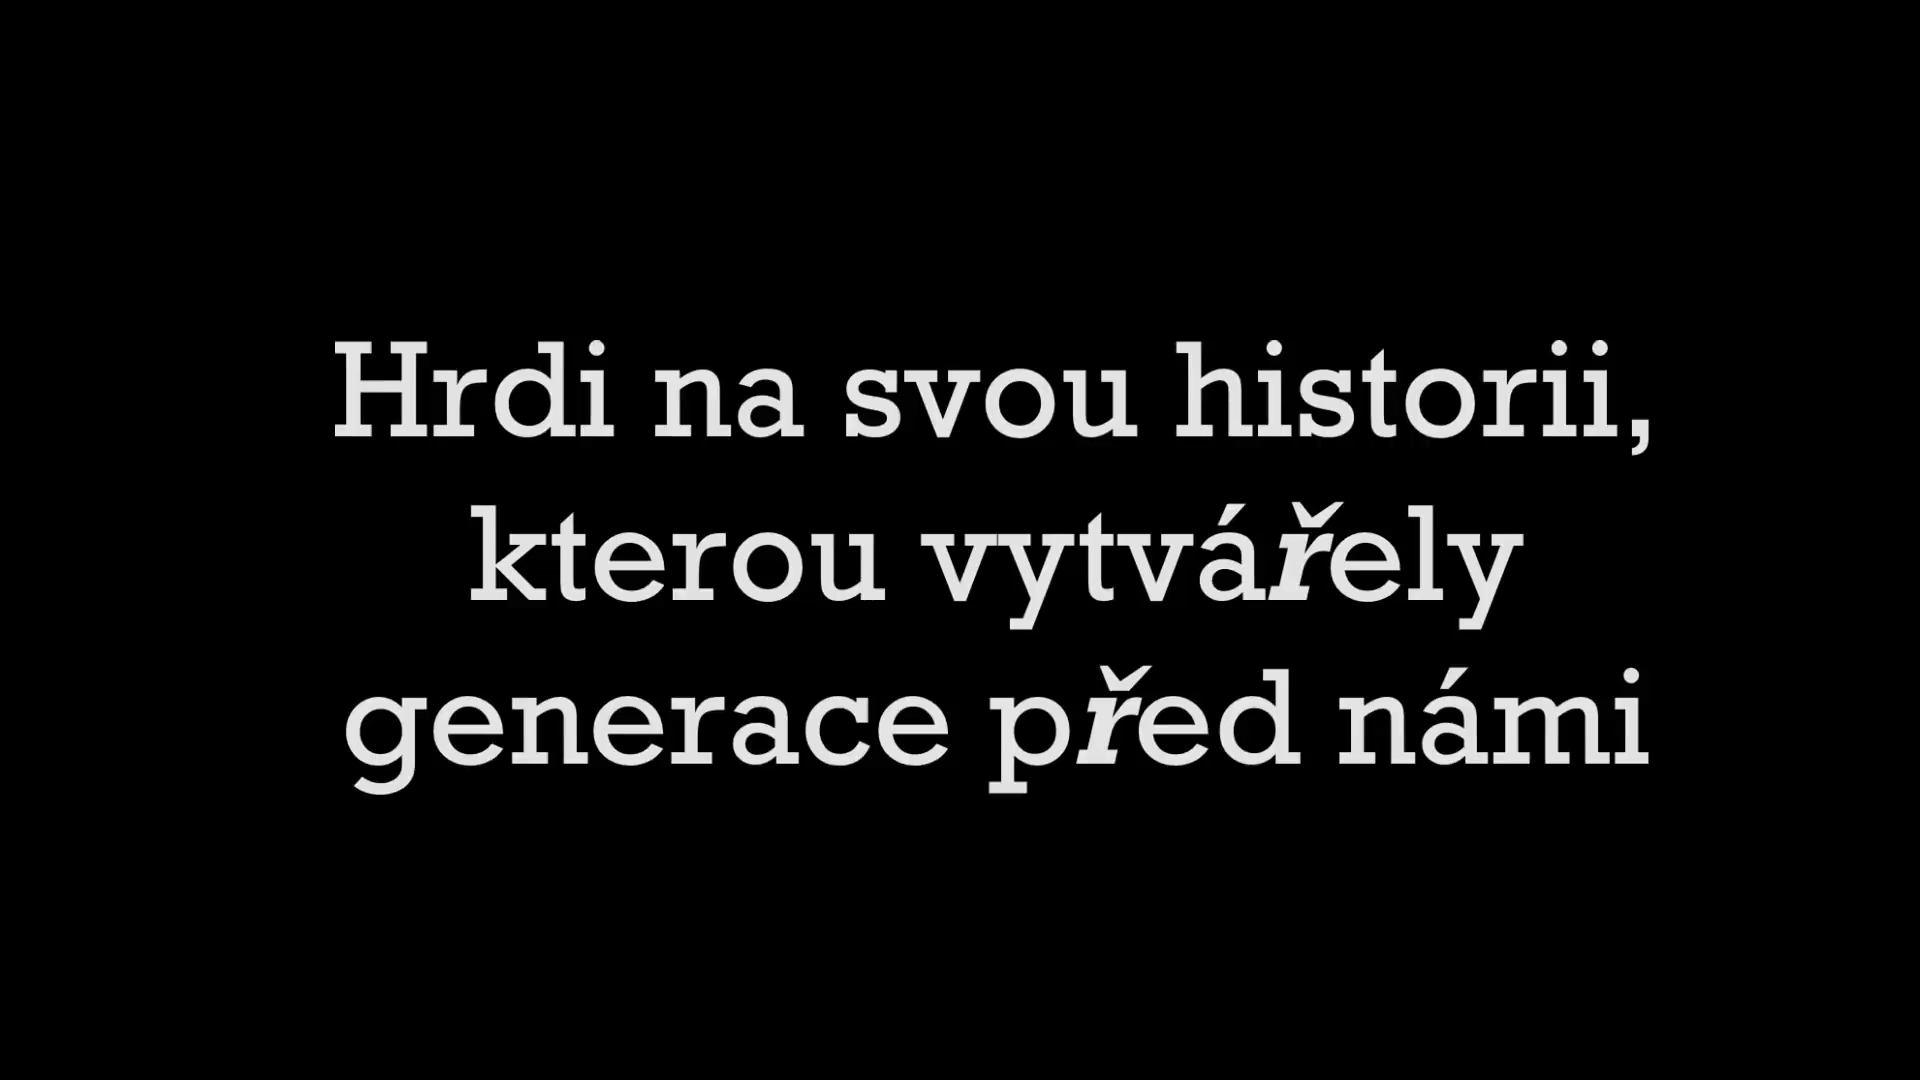 Hrdi na svou historii,
kterou vytvářely
generace před námi